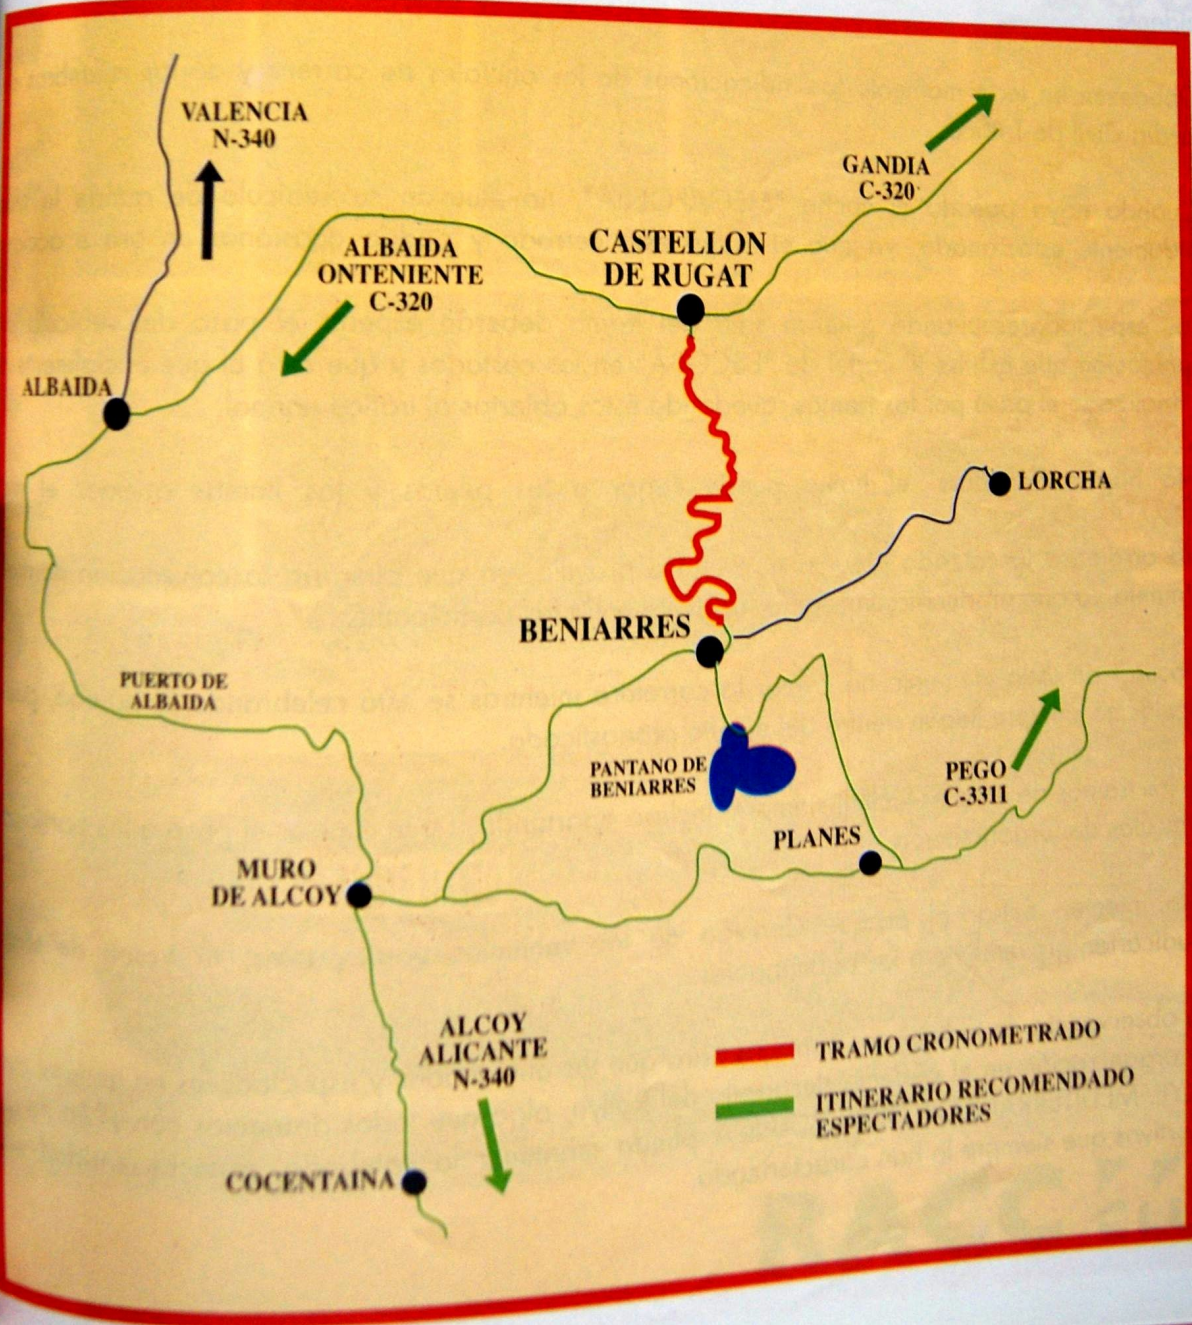 VALENCIA
N-340
GANDIA
C-320
ALBAIDA
ONTENIENTE
C-320
CASTELLON
DE RUGAT
ALBAIDA
LORCHA
BENIARRES
PUERTO DE
ALBAIDA
PANTANO DE
BENIARRES
PEGO
C-3311
PLANES
MURO
DE ALCOY
ALCOY
ALICANTE
N-340
TRAMO CRONOMETRADO
ITINERARIO RECOMENDADO
ESPECTADORES
COCENTAINA